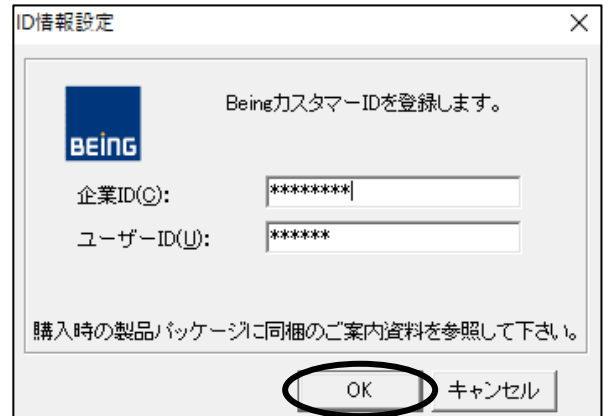 ID情報設定
BeingカスタマーIDを登録します。
BEING
企業ID(C): ********
ユーザーID(U): ******
購入時の製品パッケージに同梱のご案内資料を参照して下さい。
OK キャンセル